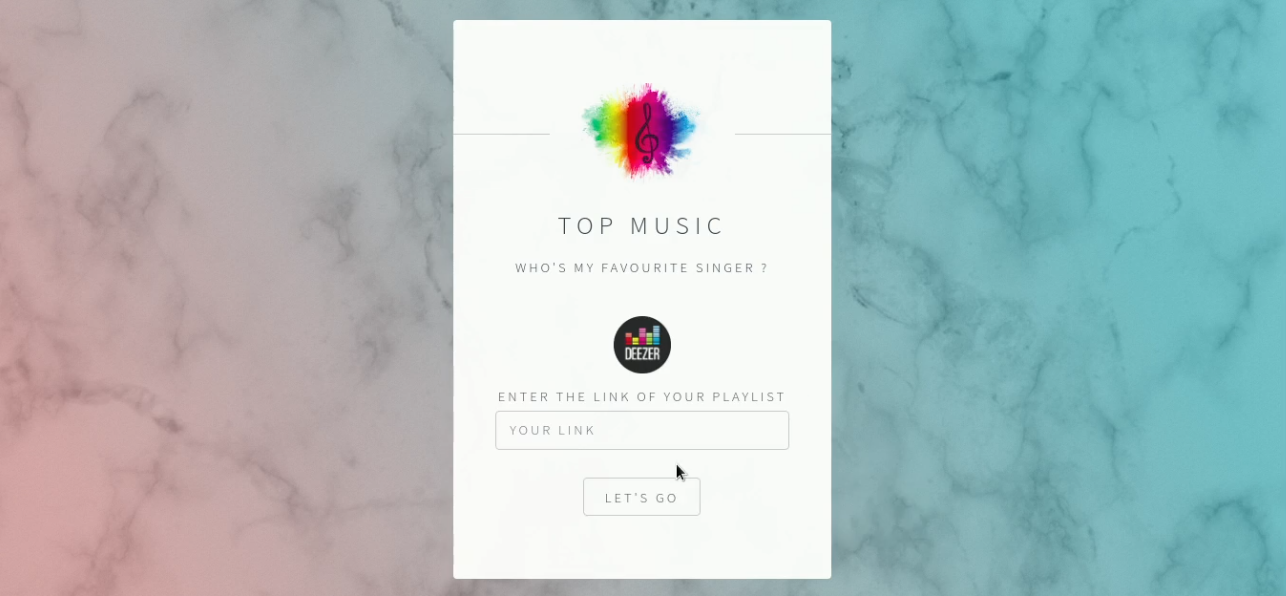 TOP MUSIC
WHO'S MY FAVOURITE SINGER ?
DEEZER
ENTER THE LINK OF YOUR PLAYLIST
YOUR LINK
LET'S GO